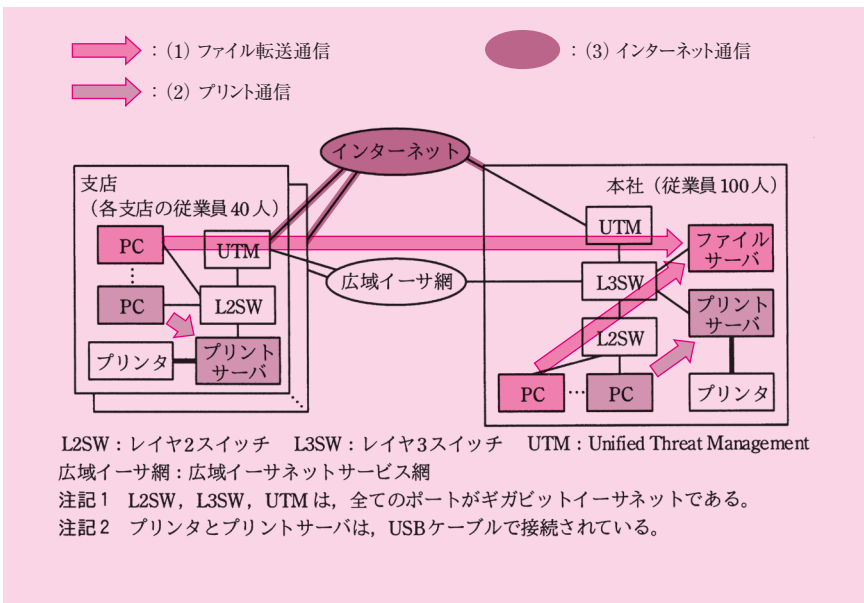 ：(1) ファイル転送通信
：(3) インターネット通信
：(2) プリント通信
インターネット
支店
（各支店の従業員40人）
PC
UTM
⋮
PC
L2SW
プリンタ
プリント
サーバ
広域イーサ網
本社（従業員100人）
UTM
ファイル
サーバ
L3SW
プリント
サーバ
L2SW
PC
…
PC
プリンタ
L2SW：レイヤ2スイッチ　L3SW：レイヤ3スイッチ　UTM：Unified Threat Management
広域イーサ網：広域イーサネットサービス網
注記1　L2SW，L3SW，UTMは，全てのポートがギガビットイーサネットである。
注記2　プリンタとプリントサーバは，USBケーブルで接続されている。